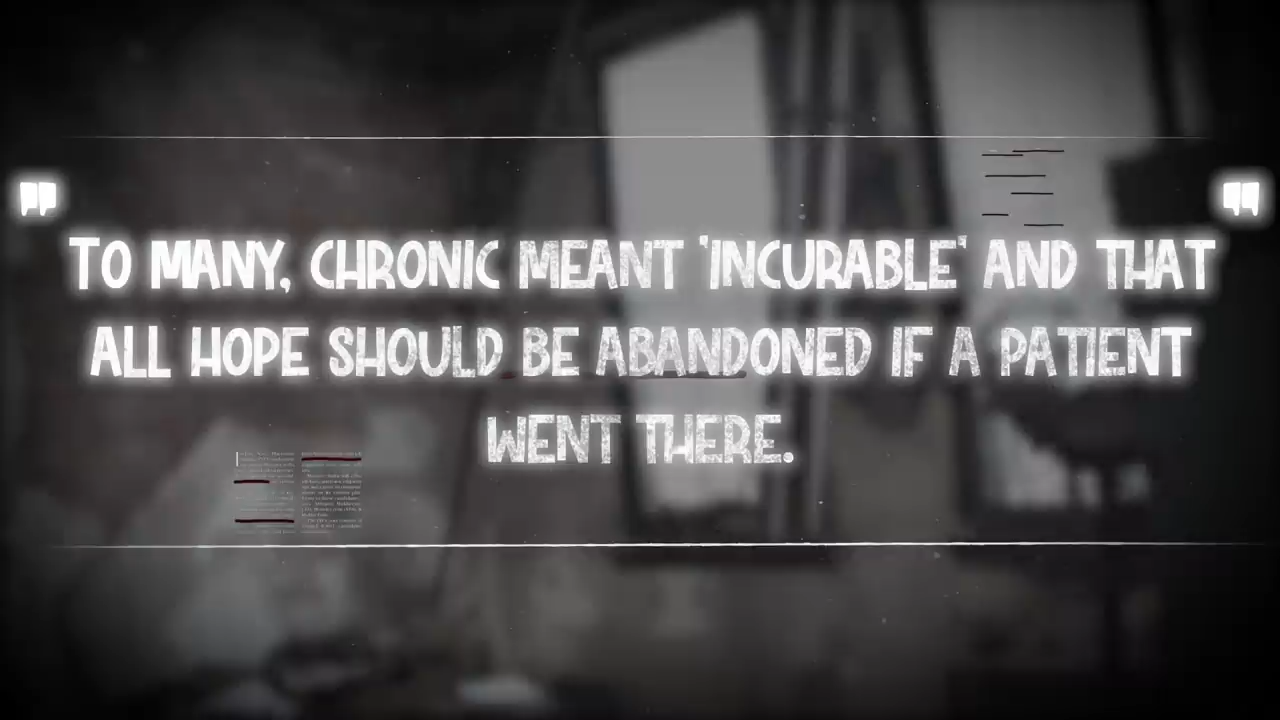 "TO MANY, CHRONIC MEANT 'INCURABLE' AND THAT
ALL HOPE SHOULD BE ABANDONED IF A PATIENT
WENT THERE."